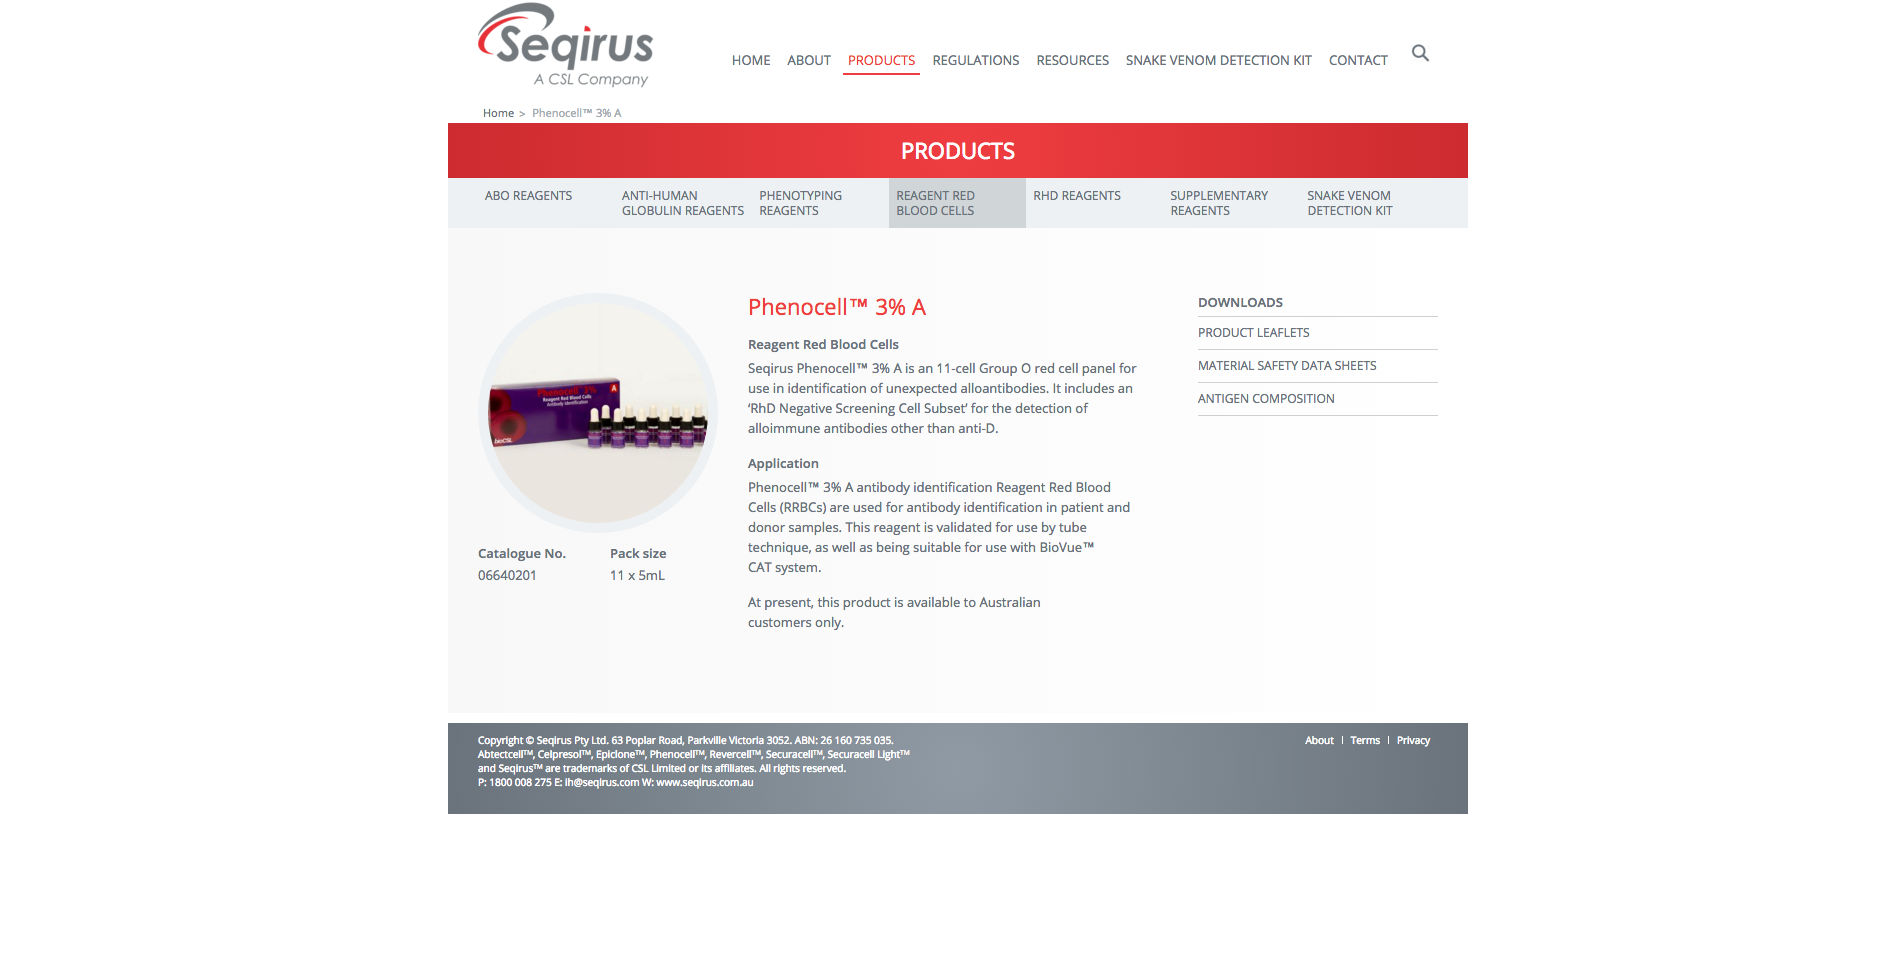 Seqirus
A CSL Company
HOME ABOUT PRODUCTS REGULATIONS RESOURCES SNAKE VENOM DETECTION KIT CONTACT
Home > Phenocell™ 3% A
PRODUCTS
ABO REAGENTS
ANTI-HUMAN
GLOBULIN REAGENTS
PHENOTYPING
REAGENTS
REAGENT RED
BLOOD CELLS
RHD REAGENTS
SUPPLEMENTARY
REAGENTS
SNAKE VENOM
DETECTION KIT
Phenocell 3% A
Reagent Red Blood Cells
Antibody Identification
bioCSL
Catalogue No. Pack size
06640201 11 x 5mL
Phenocell™ 3% A
Reagent Red Blood Cells
Seqirus Phenocell™ 3% A is an 11-cell Group O red cell panel for
use in identification of unexpected alloantibodies. It includes an
‘RhD Negative Screening Cell Subset’ for the detection of
alloimmune antibodies other than anti-D.
Application
Phenocell™ 3% A antibody identification Reagent Red Blood
Cells (RRBCs) are used for antibody identification in patient and
donor samples. This reagent is validated for use by tube
technique, as well as being suitable for use with BioVue™
CAT system.
At present, this product is available to Australian
customers only.
DOWNLOADS
PRODUCT LEAFLETS
MATERIAL SAFETY DATA SHEETS
ANTIGEN COMPOSITION
Copyright © Seqirus Pty Ltd. 63 Poplar Road, Parkville Victoria 3052. ABN: 26 160 735 035.
Abtectcell™, Celpresol™, Epiclone™, Phenocell™, Revercell™, Securacell™, Securacell Light™
and Seqirus™ are trademarks of CSL Limited or its affiliates. All rights reserved.
P: 1800 008 275 E: ih@seqirus.com W: www.seqirus.com.au
About | Terms | Privacy